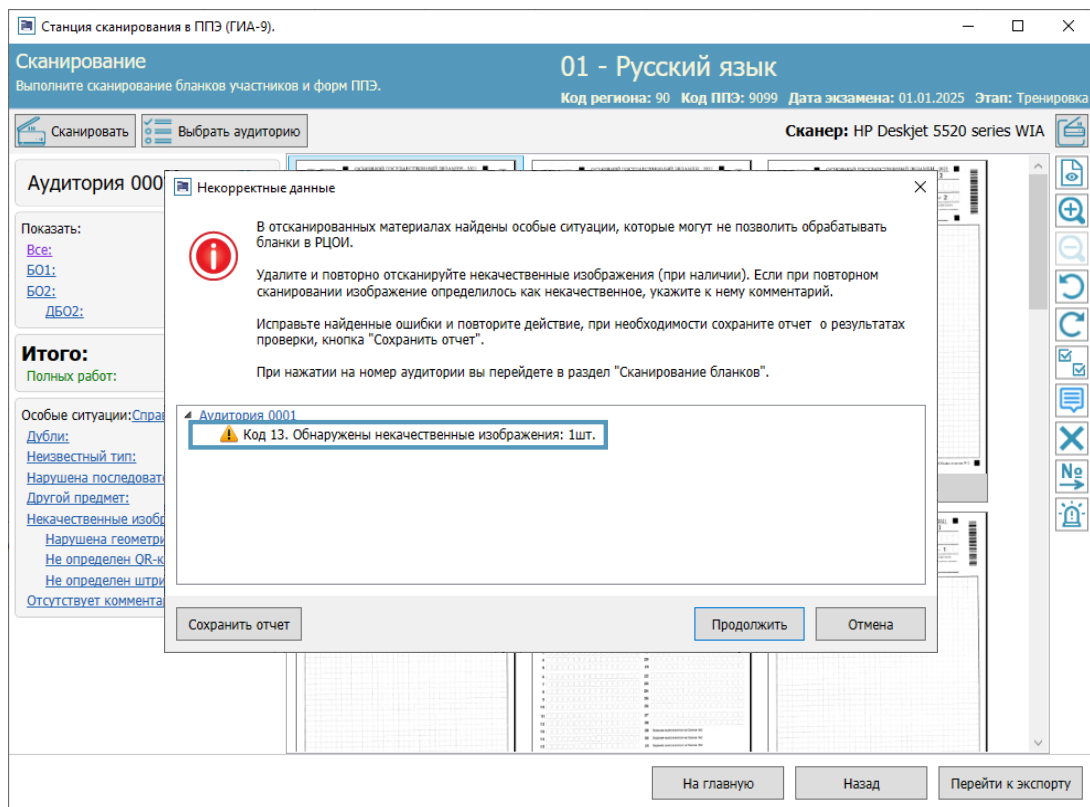 Станция сканирования в ППЭ (ГИА-9).
Сканирование
Выполните сканирование бланков участников и форм ППЭ.
01 - Русский язык
Код региона: 90 Код ППЭ: 9099 Дата экзамена: 01.01.2025 Этап: Тренировка
Сканировать
Выбрать аудиторию
Сканер: HP Deskjet 5520 series WIA
Аудитория 000
Показать:
Все:
БО1:
БО2:
ДБО2:
Итого:
Полных работ:
Особые ситуации:Спра
Дубли:
Неизвестный тип:
Нарушена последоват
Другой предмет:
Некачественные изобр
Нарушена геометри
Не определен QR-к
Не определен штри
Отсутствует коммента
Некорректные данные
В отсканированных материалах найдены особые ситуации, которые могут не позволить обрабатывать
бланки в РЦОИ.
Удалите и повторно отсканируйте некачественные изображения (при наличии). Если при повторном
сканировании изображение определилось как некачественное, укажите к нему комментарий.
Исправьте найденные ошибки и повторите действие, при необходимости сохраните отчет о результатах
проверки, кнопка "Сохранить отчет".
При нажатии на номер аудитории вы перейдете в раздел "Сканирование бланков".
Аудитория 0001
Код 13. Обнаружены некачественные изображения: 1шт.
Сохранить отчет
Продолжить
Отмена
№
На главную
Назад
Перейти к экспорту